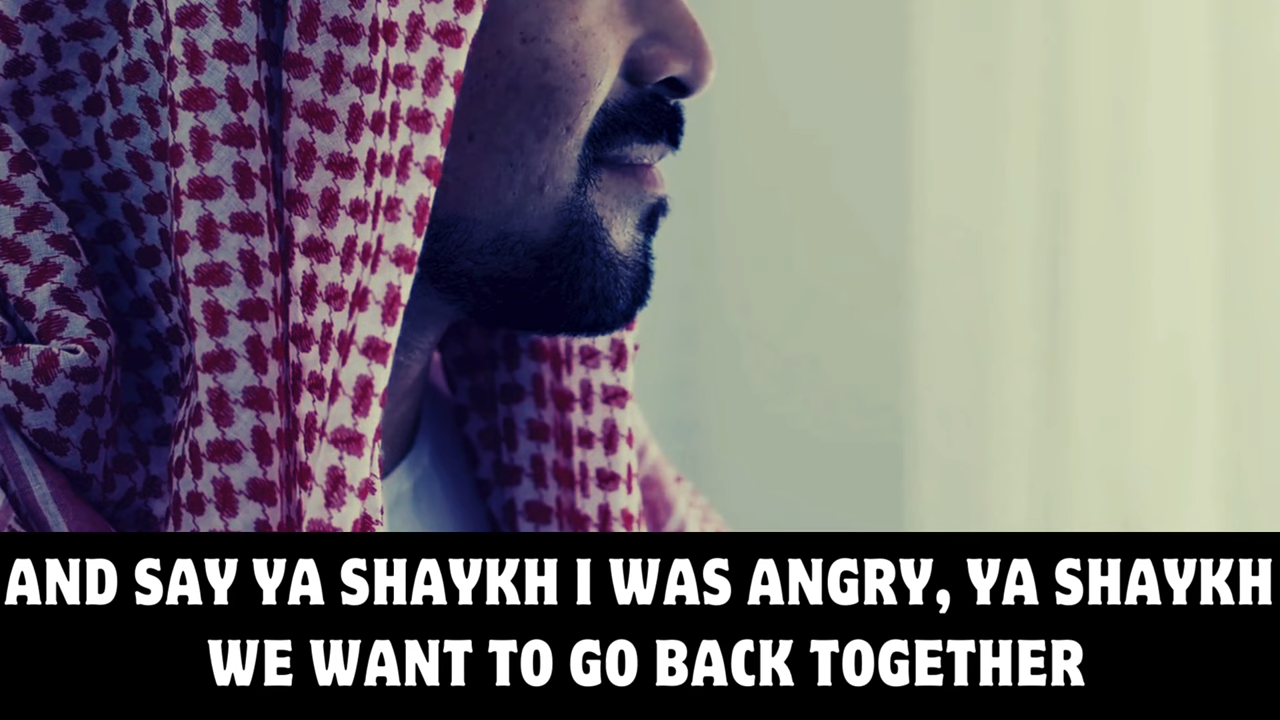 AND SAY YA SHAYKH I WAS ANGRY, YA SHAYKH
WE WANT TO GO BACK TOGETHER